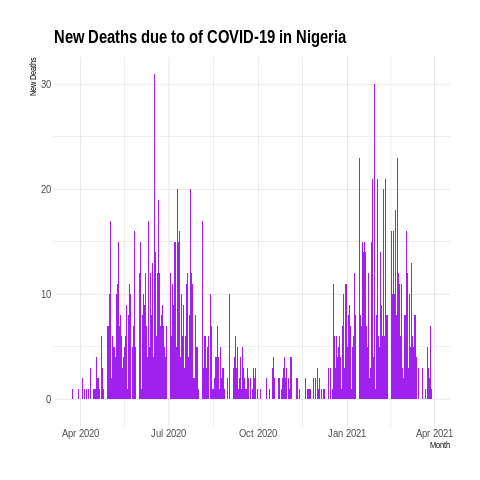 New Deaths due to of COVID-19 in Nigeria
New Deaths
30
20
10
0
Apr 2020
Jul 2020
Oct 2020
Jan 2021
Apr 2021
Month